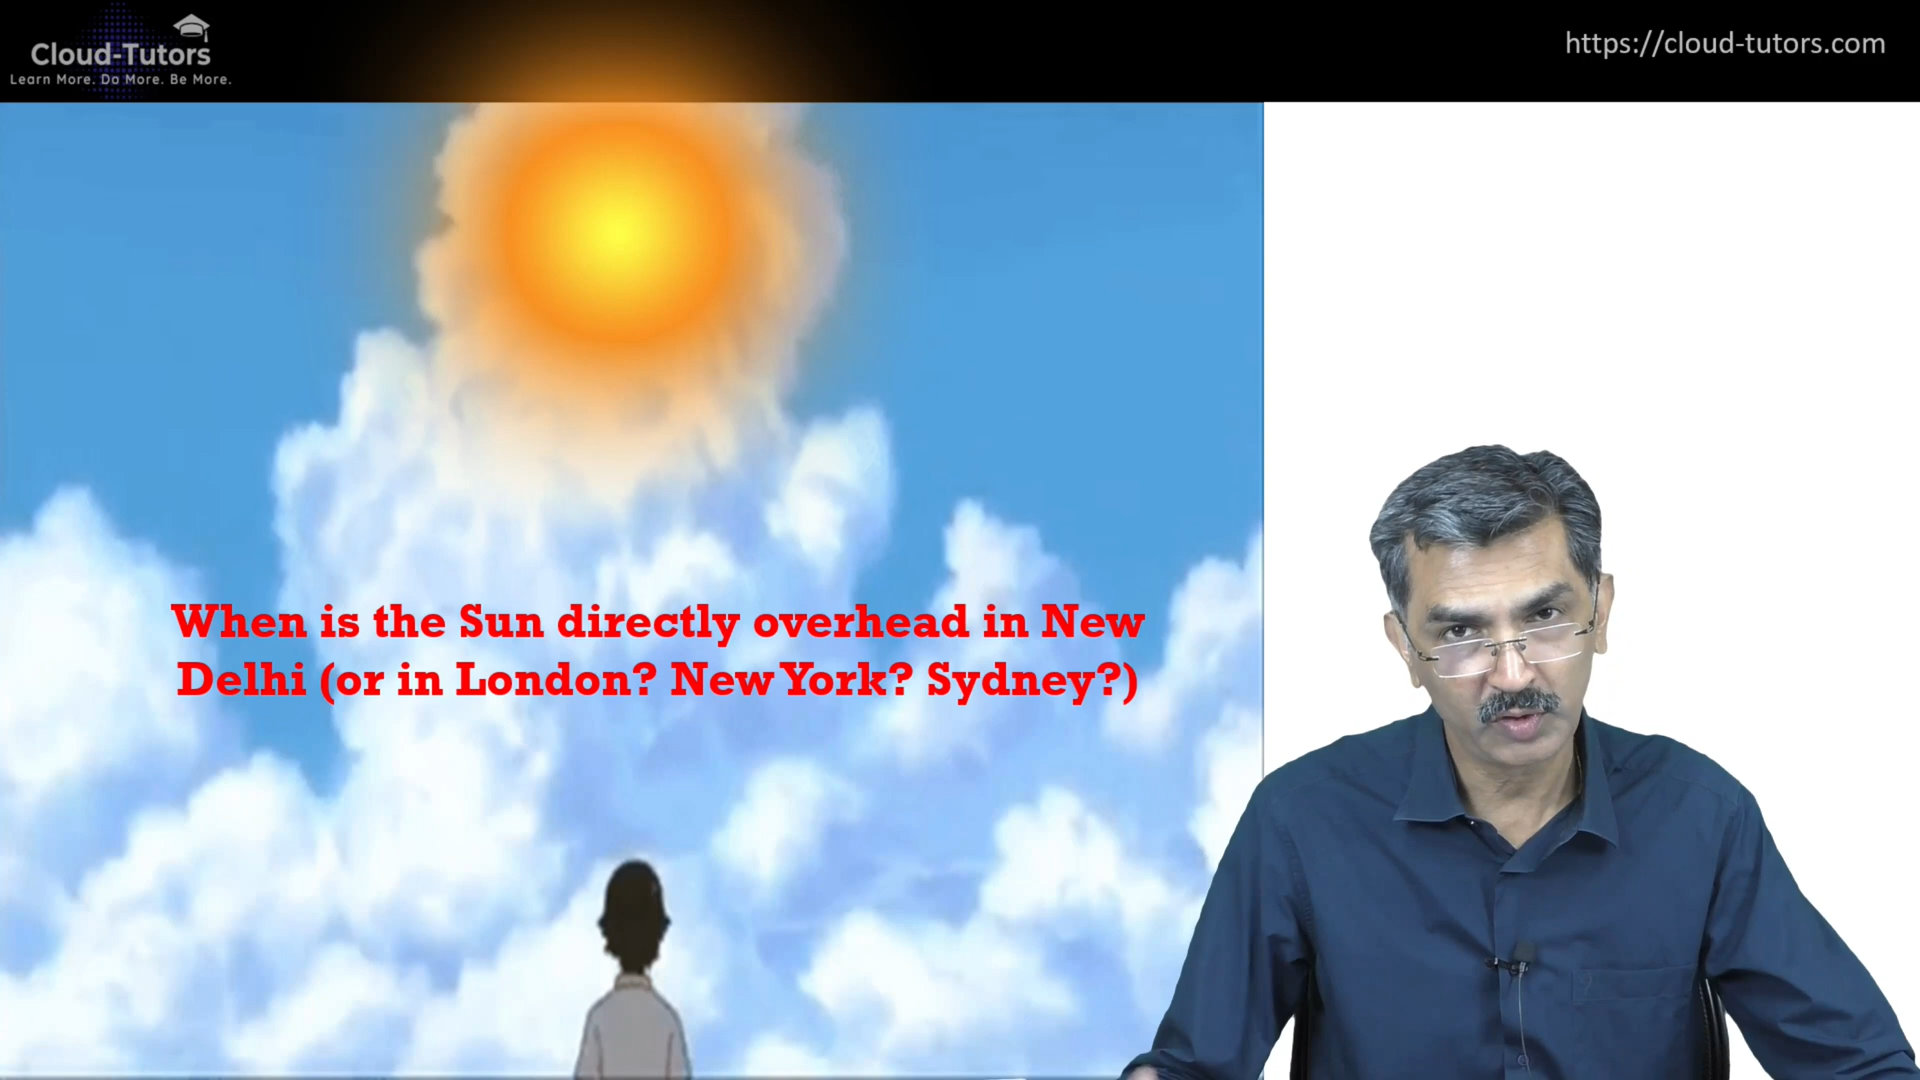 Cloud-Tutors
Learn More. Do More. Be More.
https://cloud-tutors.com
When is the Sun directly overhead in New
Delhi (or in London? New York? Sydney?)